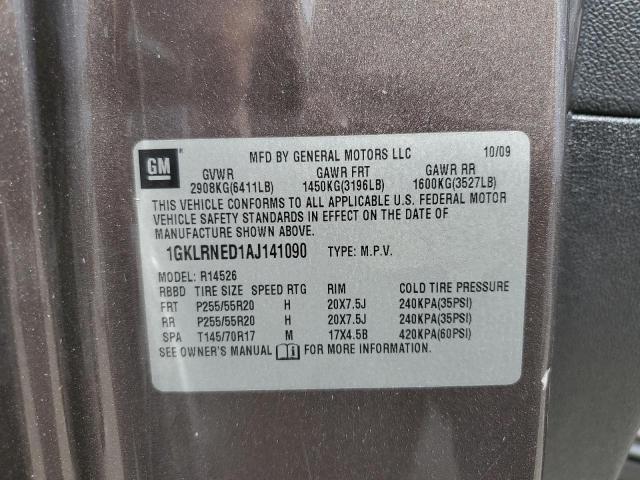 GM
MFD BY GENERAL MOTORS LLC 10/09
GVWR GAWR FRT GAWR RR
2908KG(6411LB) 1450KG(3196LB) 1600KG(3527LB)
THIS VEHICLE CONFORMS TO ALL APPLICABLE U.S. FEDERAL MOTOR
VEHICLE SAFETY STANDARDS IN EFFECT ON THE DATE OF
MANUFACTURE SHOWN ABOVE.
1GKLRNED1AJ141090 TYPE: M.P.V.
MODEL: R14526
RBBD TIRE SIZE SPEED RTG RIM COLD TIRE PRESSURE
FRT P255/55R20 H 20X7.5J 240KPA(35PSI)
RR P255/55R20 H 20X7.5J 240KPA(35PSI)
SPA T145/70R17 M 17X4.5B 420KPA(60PSI)
SEE OWNER'S MANUAL FOR MORE INFORMATION.